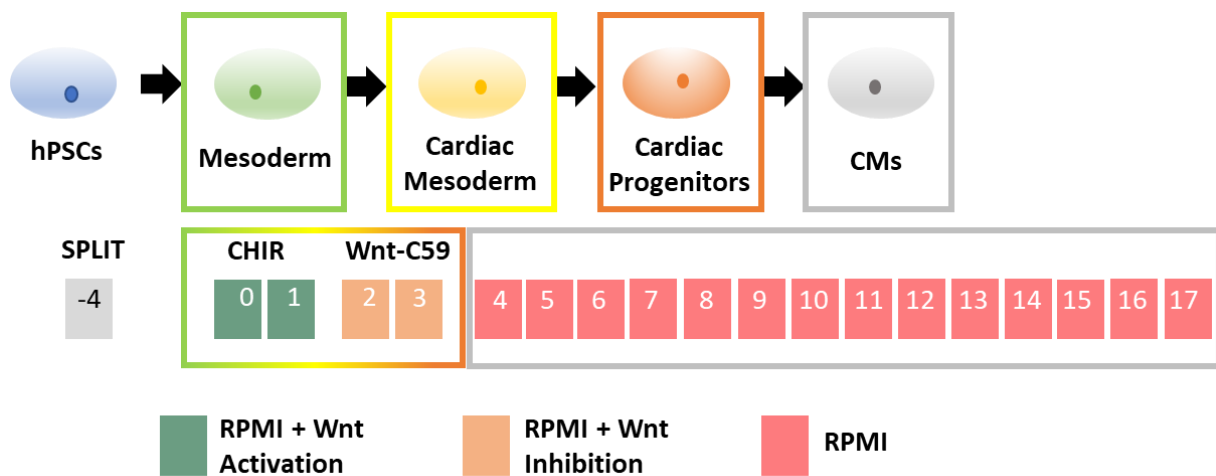 hPSCs
Mesoderm
Cardiac
Mesoderm
Cardiac
Progenitors
CMs
SPLIT
CHIR
Wnt-C59
-4
0
1
2
3
4
5
6
7
8
9
10
11
12
13
14
15
16
17
RPMI + Wnt
Activation
RPMI + Wnt
Inhibition
RPMI